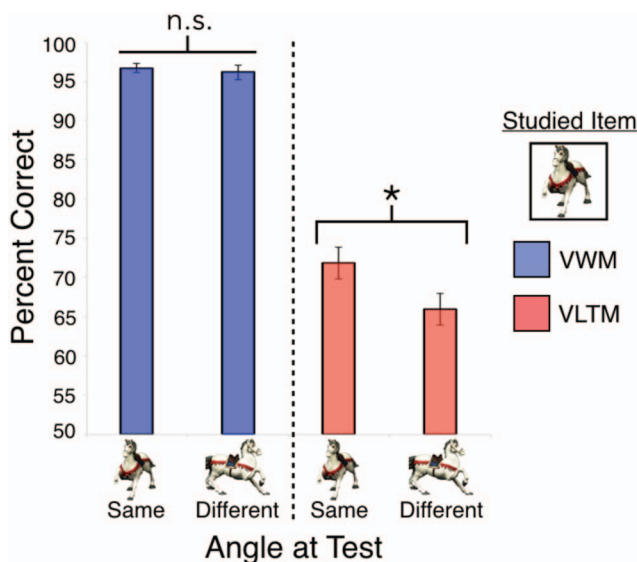 n.s.
100
95
90
85
80
75
70
65
60
55
50
Percent Correct
*
Studied Item
VWM
VLTM
Same Different Same Different
Angle at Test